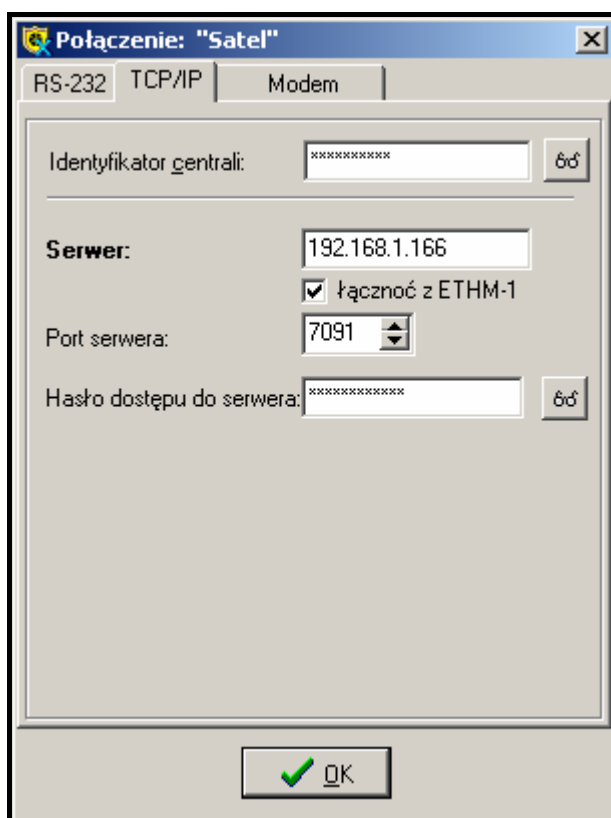 Połączenie: "Satel"
RS-232 TCP/IP Modem
Identyfikator centrali: **********
Serwer: 192.168.1.166
łącznoć z ETHM-1
Port serwera: 7091
Hasło dostępu do serwera: ************
OK